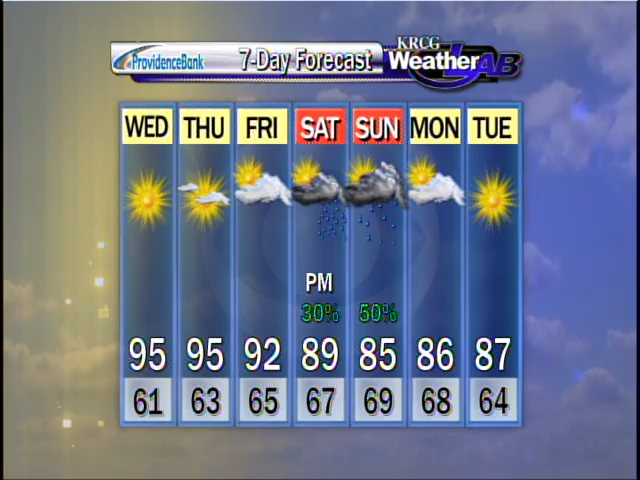 ProvidenceBank
7-Day Forecast
KRCG
Weather LAB
WED THU FRI SAT SUN MON TUE
PM
30% 50%
95 95 92 89 85 86 87
61 63 65 67 69 68 64